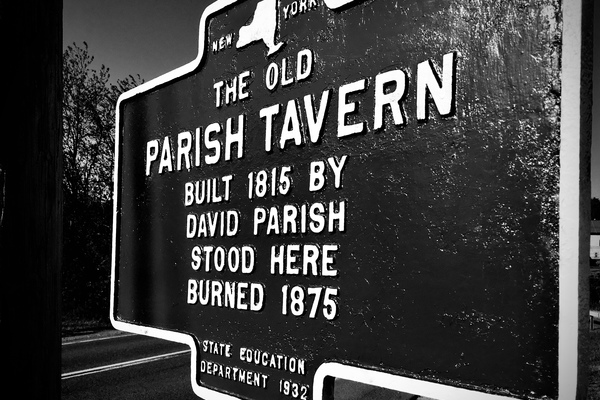 NEW YORK
THE OLD
PARISH TAVERN
BUILT 1815 BY
DAVID PARISH
STOOD HERE
BURNED 1875
STATE EDUCATION
DEPARTMENT 1932